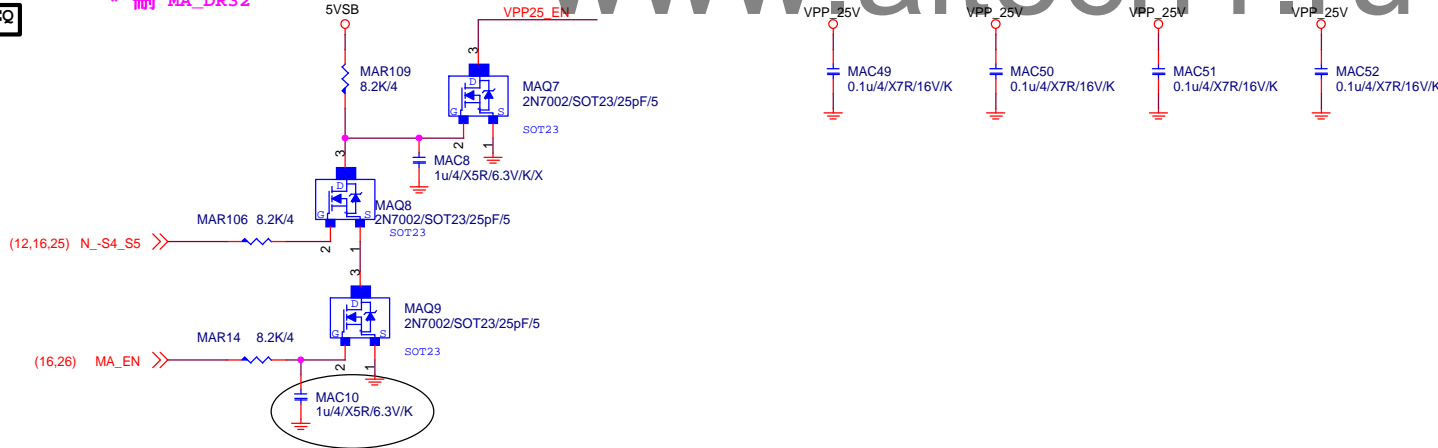 MA_DR32
www.
5VSB
VPP25_EN
VPP_25V
VPP_25V
VPP_25V
VPP_25V
3
MAR109
8.2K/4
D
G
S
MAQ7
2N7002/SOT23/25pF/5
SOT23
2
1
MAC49
0.1u/4/X7R/16V/K
MAC50
0.1u/4/X7R/16V/K
MAC51
0.1u/4/X7R/16V/K
MAC52
0.1u/4/X7R/16V/K
MAC8
1u/4/X5R/6.3V/K/X
3
D
G
S
MAQ8
2N7002/SOT23/25pF/5
SOT23
2
1
MAR106 8.2K/4
(12,16,25) N_-S4_S5
3
D
G
S
MAQ9
2N7002/SOT23/25pF/5
SOT23
2
1
MAR14 8.2K/4
(16,26) MA_EN
MAC10
1u/4/X5R/6.3V/K